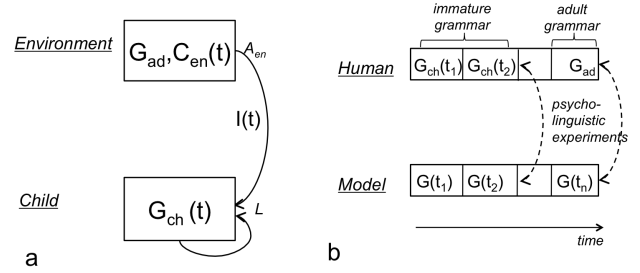 Environment
G_ad,C_en(t)
A_en
I(t)
Child
G_ch (t)
L
a
immature
grammar
adult
grammar
Human
G_ch(t_1)
G_ch(t_2)
G_ad
psycho-
linguistic
experiments
Model
G(t_1)
G(t_2)
G(t_n)
time
b